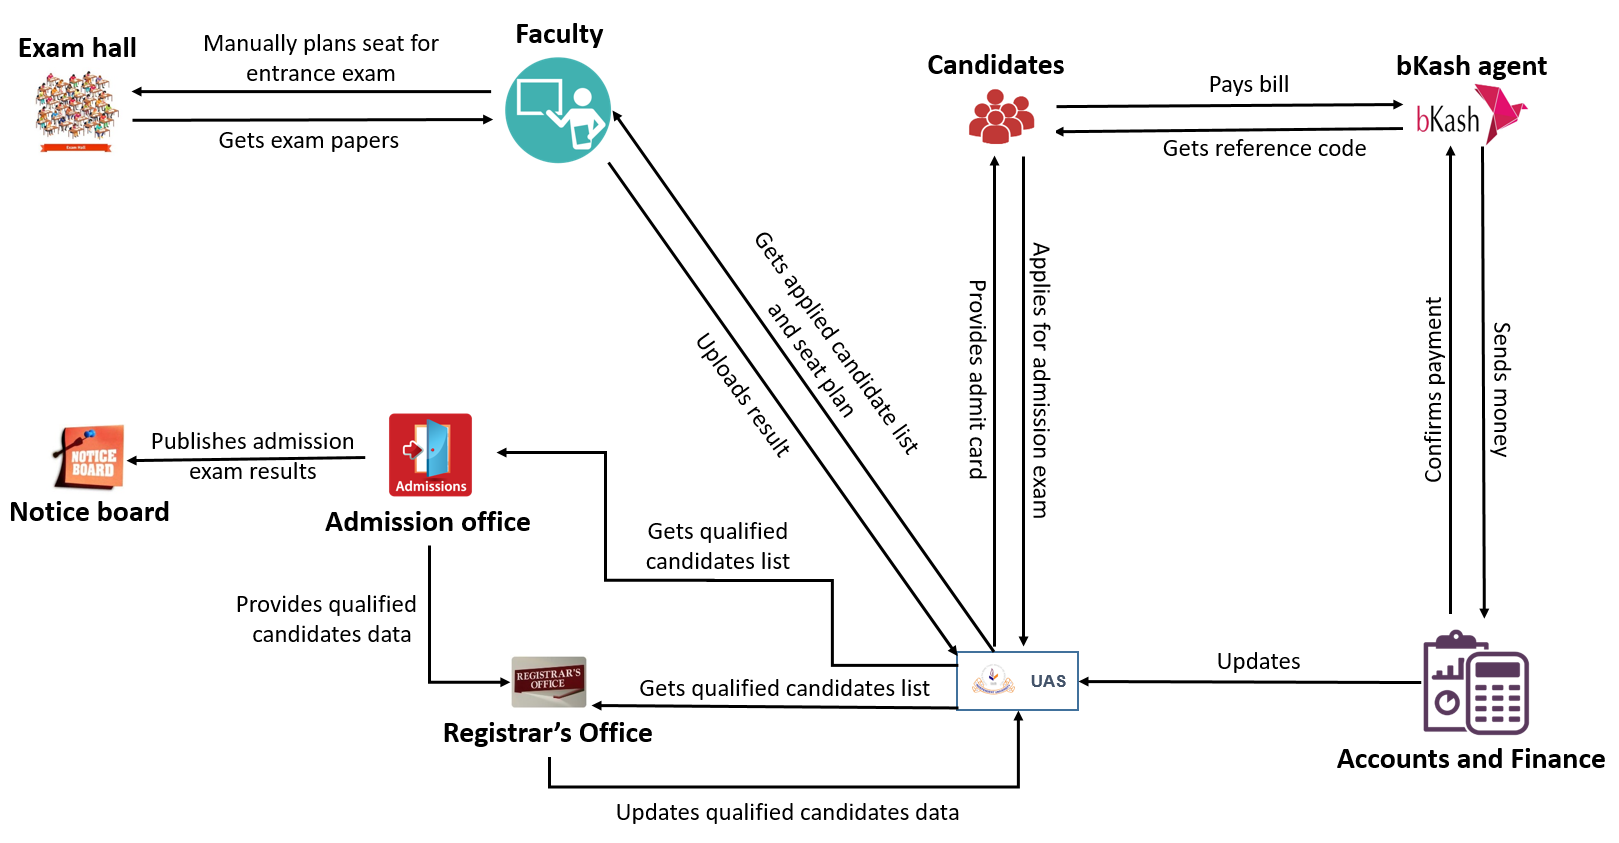 Exam hall
Manually plans seat for
entrance exam
Gets exam papers
Exam Hall
Faculty
Candidates
Pays bill
Gets reference code
bKash agent
bKash
Gets applied candidate list
and seat plan
Uploads result
Provides admit card
Applies for admission exam
Confirms payment
Sends money
NOTICE
BOARD
Notice board
Publishes admission
exam results
Admissions
Admission office
Gets qualified
candidates list
Provides qualified
candidates data
REGISTRAR'S
OFFICE
Registrar’s Office
Gets qualified candidates list
UAS
Updates
Accounts and Finance
Updates qualified candidates data